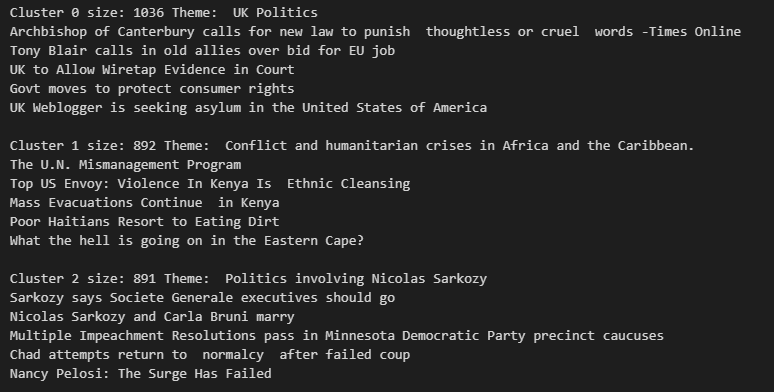 Cluster 0 size: 1036 Theme:  UK Politics
Archbishop of Canterbury calls for new law to punish  thoughtless or cruel  words -Times Online
Tony Blair calls in old allies over bid for EU job
UK to Allow Wiretap Evidence in Court
Govt moves to protect consumer rights
UK Weblogger is seeking asylum in the United States of America
Cluster 1 size: 892 Theme:  Conflict and humanitarian crises in Africa and the Caribbean.
The U.N. Mismanagement Program
Top US Envoy: Violence In Kenya Is  Ethnic Cleansing
Mass Evacuations Continue  in Kenya
Poor Haitians Resort to Eating Dirt
What the hell is going on in the Eastern Cape?
Cluster 2 size: 891 Theme:  Politics involving Nicolas Sarkozy
Sarkozy says Societe Generale executives should go
Nicolas Sarkozy and Carla Bruni marry
Multiple Impeachment Resolutions pass in Minnesota Democratic Party precinct caucuses
Chad attempts return to  normalcy  after failed coup
Nancy Pelosi: The Surge Has Failed